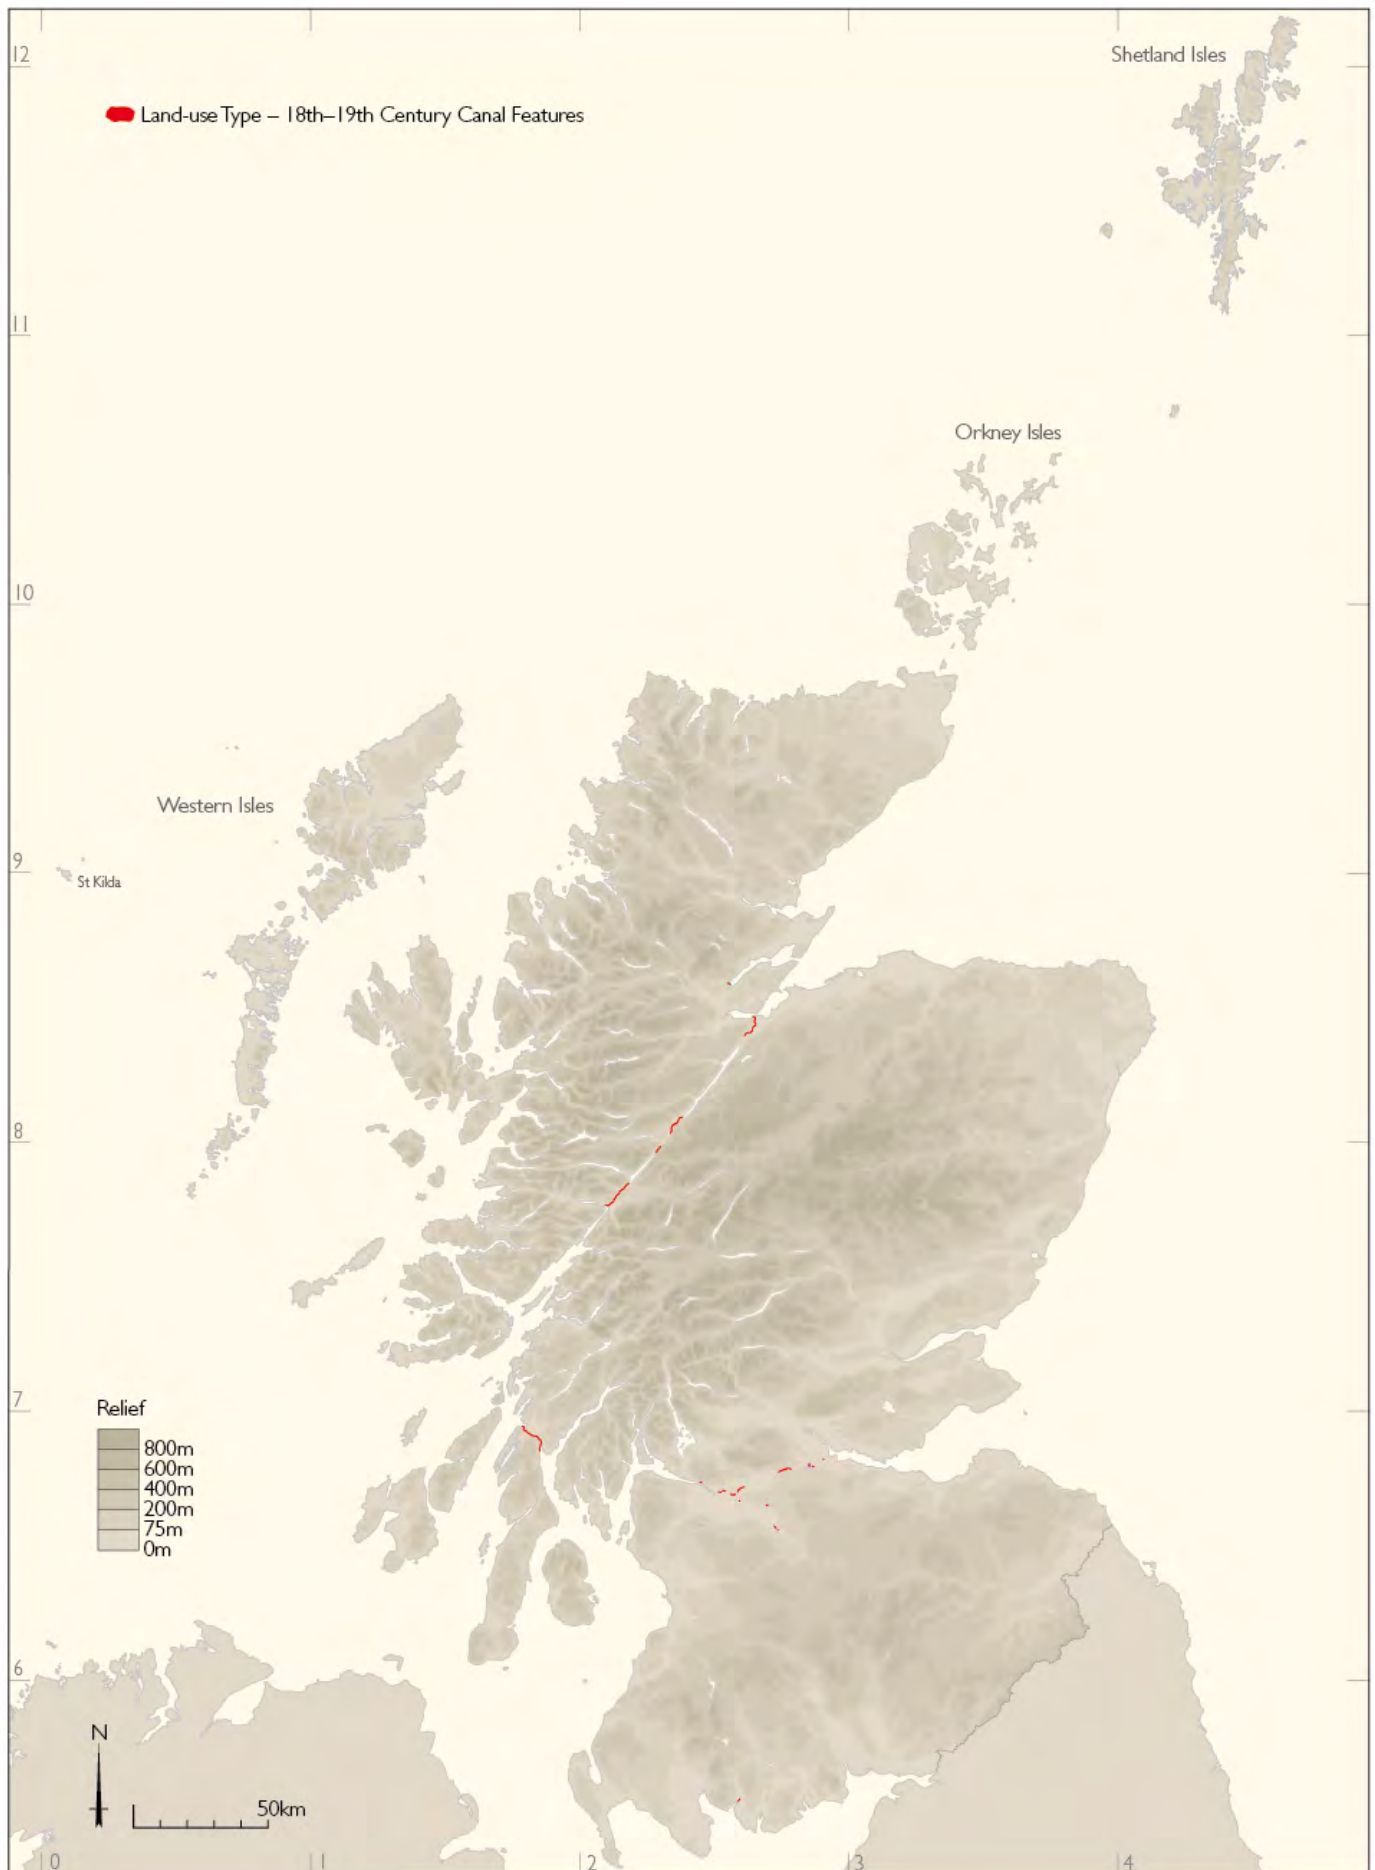 12
Shetland Isles
Land-use Type – 18th–19th Century Canal Features
11
Orkney Isles
10
Western Isles
9
St Kilda
8
7
Relief
800m
600m
400m
200m
75m
0m
6
N
50km
0
1
2
3
4